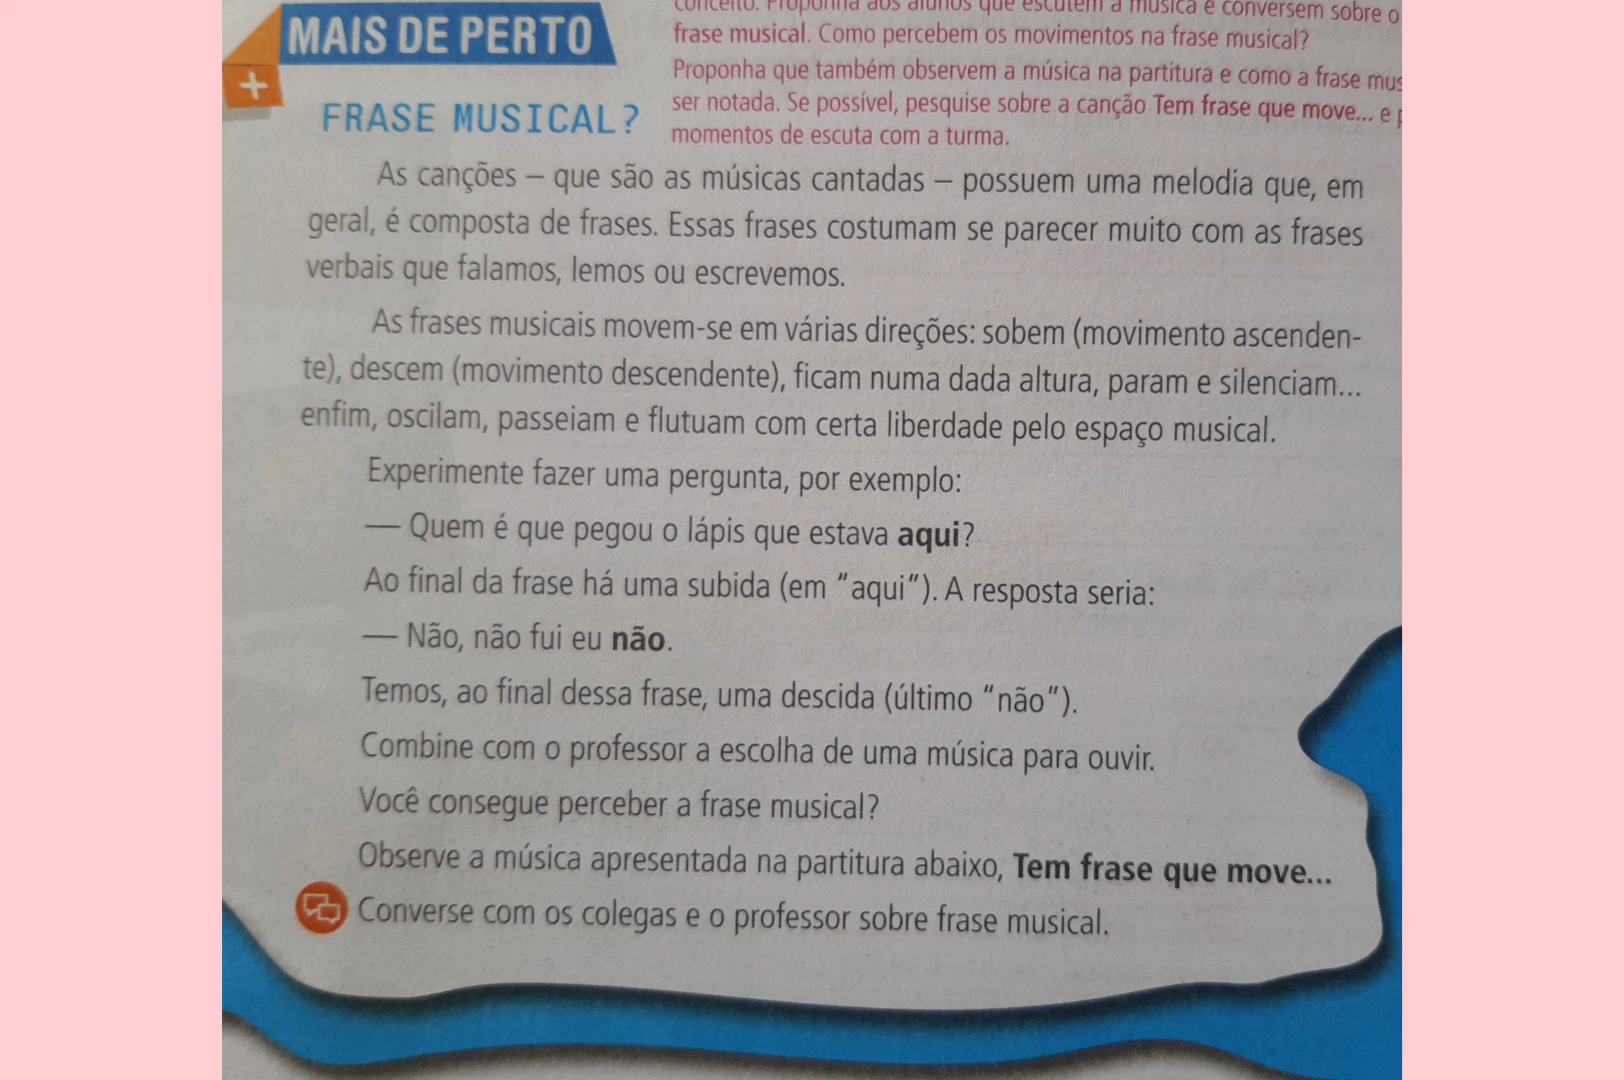 MAIS DE PERTO
+
FRASE MUSICAL?
conceito. Proponha aos alunos que escutem a música e conversem sobre o
frase musical. Como percebem os movimentos na frase musical?
Proponha que também observem a música na partitura e como a frase
ser notada. Se possível, pesquise sobre a canção Tem frase que move... e
momentos de escuta com a turma.
As canções – que são as músicas cantadas – possuem uma melodia que, em
geral, é composta de frases. Essas frases costumam se parecer muito com as frases
verbais que falamos, lemos ou escrevemos.
As frases musicais movem-se em várias direções: sobem (movimento ascenden-
te), descem (movimento descendente), ficam numa dada altura, param e silenciam...
enfim, oscilam, passeiam e flutuam com certa liberdade pelo espaço musical.
Experimente fazer uma pergunta, por exemplo:
— Quem é que pegou o lápis que estava aqui?
Ao final da frase há uma subida (em "aqui"). A resposta seria:
— Não, não fui eu não.
Temos, ao final dessa frase, uma descida (último "não").
Combine com o professor a escolha de uma música para ouvir.
Você consegue perceber a frase musical?
Observe a música apresentada na partitura abaixo, Tem frase que move...
Converse com os colegas e o professor sobre frase musical.